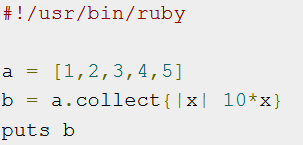 #!/usr/bin/ruby
a = [1,2,3,4,5]
b = a.collect{|x| 10*x}
puts b